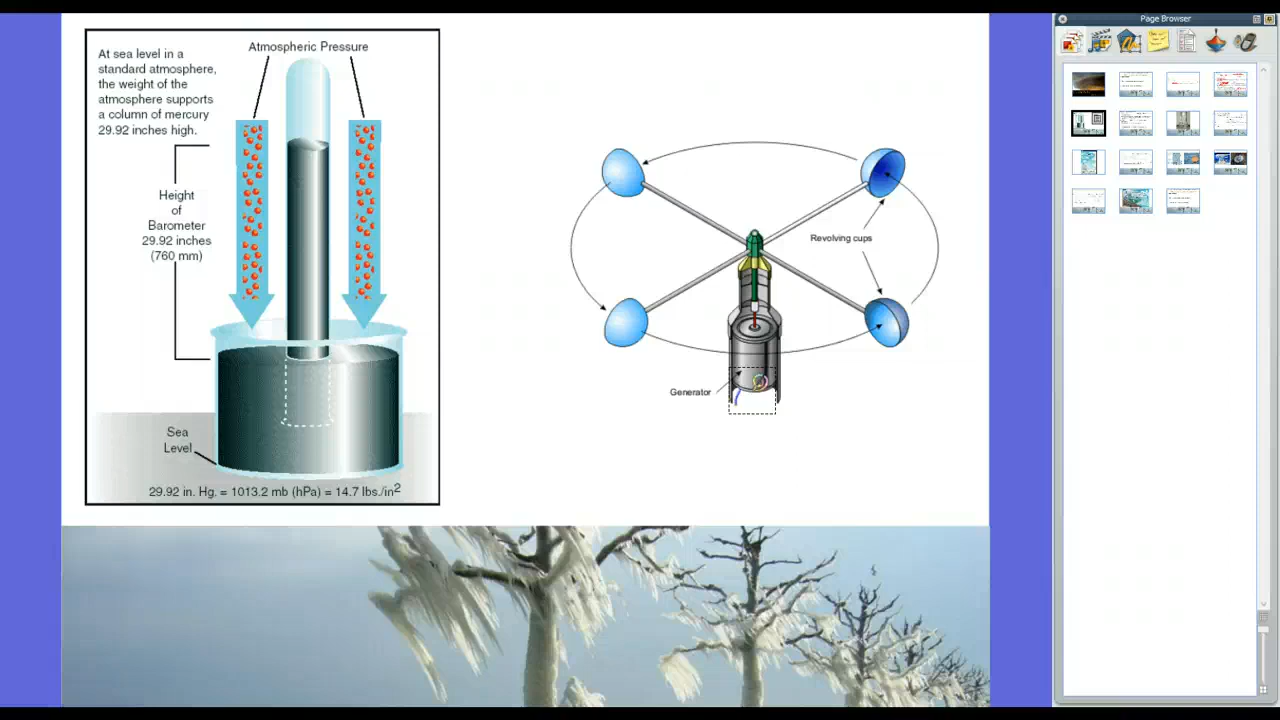 Page Browser
At sea level in a
standard atmosphere,
the weight of the
atmosphere supports
a column of mercury
29.92 inches high.
Atmospheric Pressure
Height
of
Barometer
29.92 inches
(760 mm)
Sea
Level
29.92 in. Hg. = 1013.2 mb (hPa) = 14.7 lbs./in2
Revolving cups
Generator